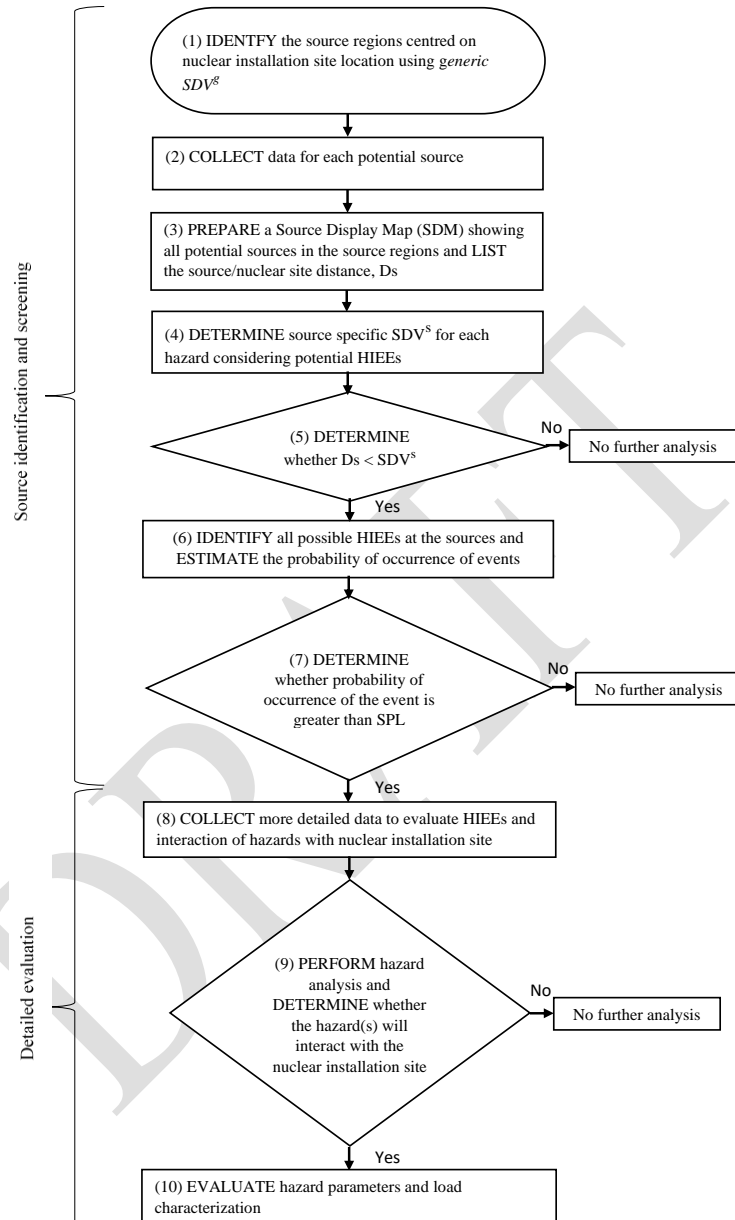 (1) IDENTFY the source regions centred on
nuclear installation site location using generic
SDVᵍ
(2) COLLECT data for each potential source
(3) PREPARE a Source Display Map (SDM) showing
all potential sources in the source regions and LIST
the source/nuclear site distance, Ds
(4) DETERMINE source specific SDVˢ for each
hazard considering potential HIEEs
(5) DETERMINE
whether Ds < SDVˢ
No
No further analysis
Yes
(6) IDENTIFY all possible HIEEs at the sources and
ESTIMATE the probability of occurrence of events
(7) DETERMINE
whether probability of
occurrence of the event is
greater than SPL
No
No further analysis
Yes
Source identification and screening
(8) COLLECT more detailed data to evaluate HIEEs and
interaction of hazards with nuclear installation site
(9) PERFORM hazard
analysis and
DETERMINE whether
the hazard(s) will
interact with the
nuclear installation site
No
No further analysis
Yes
(10) EVALUATE hazard parameters and load
characterization
Detailed evaluation
DRAFT